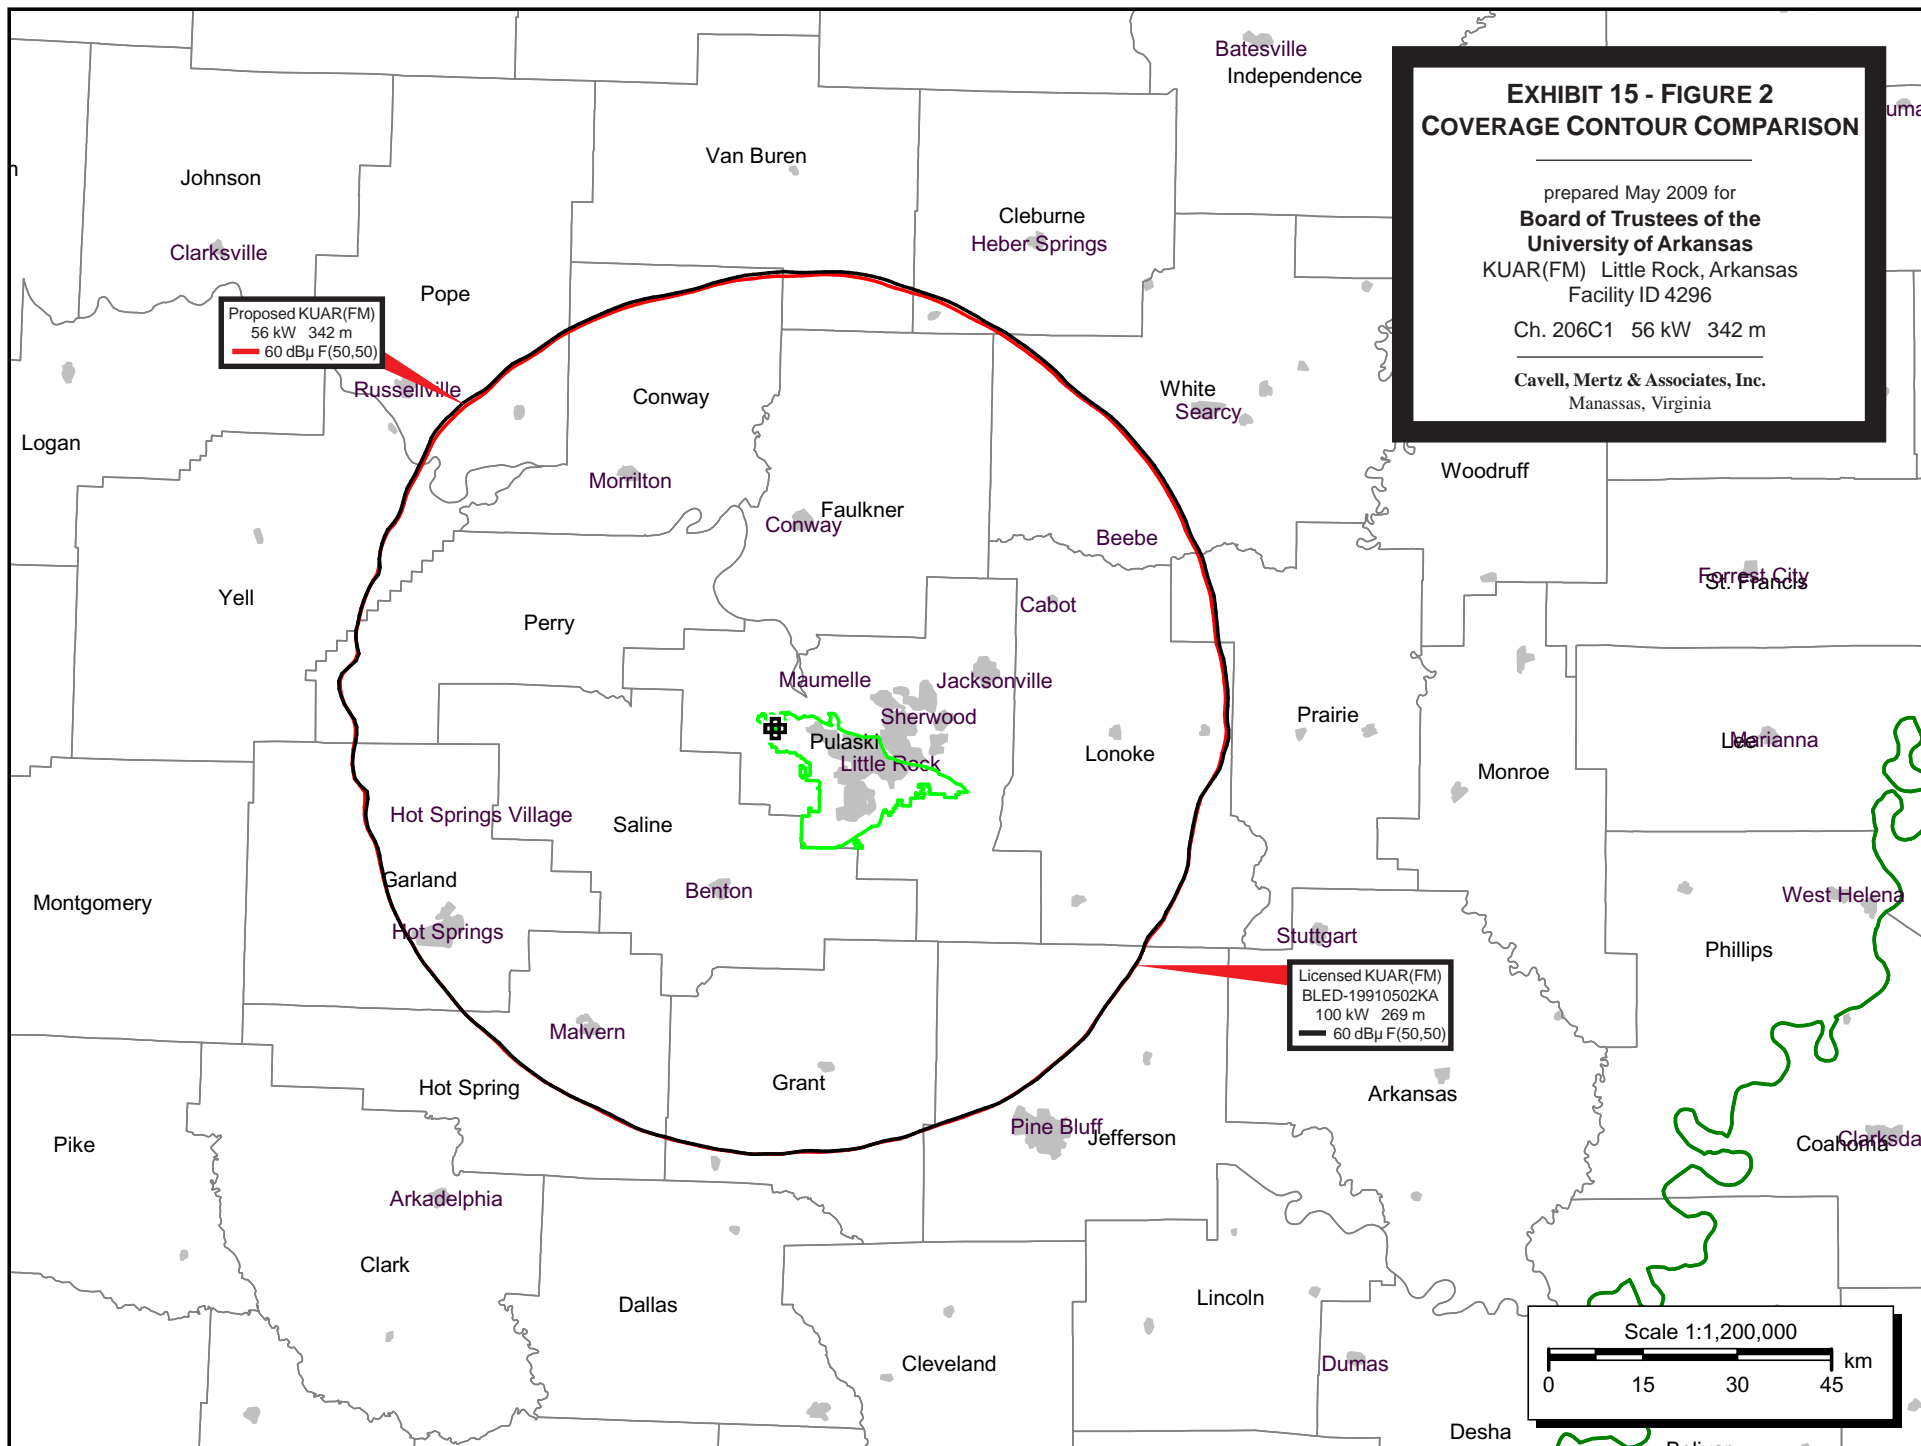 Batesville
Independence
EXHIBIT 15 - FIGURE 2
COVERAGE CONTOUR COMPARISON
prepared May 2009 for
Board of Trustees of the
University of Arkansas
KUAR(FM) Little Rock, Arkansas
Facility ID 4296
Ch. 206C1 56 kW 342 m
Cavell, Mertz & Associates, Inc.
Manassas, Virginia
Van Buren
Johnson
Clarksville
Cleburne
Heber Springs
Pope
Proposed KUAR(FM)
56 kW 342 m
60 dBµ F(50,50)
Russellville
Conway
White
Searcy
Logan
Woodruff
Morrilton
Faulkner
Conway
Beebe
Forrest City
St. Francis
Yell
Cabot
Perry
Maumelle
Jacksonville
Sherwood
Prairie
Pulaski
Lonoke
Little Rock
Lee
Marianna
Monroe
Hot Springs Village
Saline
Garland
Benton
Montgomery
West Helena
Hot Springs
Stuttgart
Phillips
Licensed KUAR(FM)
BLED-19910502KA
100 kW 269 m
60 dBµ F(50,50)
Malvern
Hot Spring
Grant
Arkansas
Pike
Pine Bluff
Jefferson
Coahoma
Clarksda
Arkadelphia
Clark
Dallas
Lincoln
Cleveland
Dumas
Scale 1:1,200,000
km
0 15 30 45
Desha